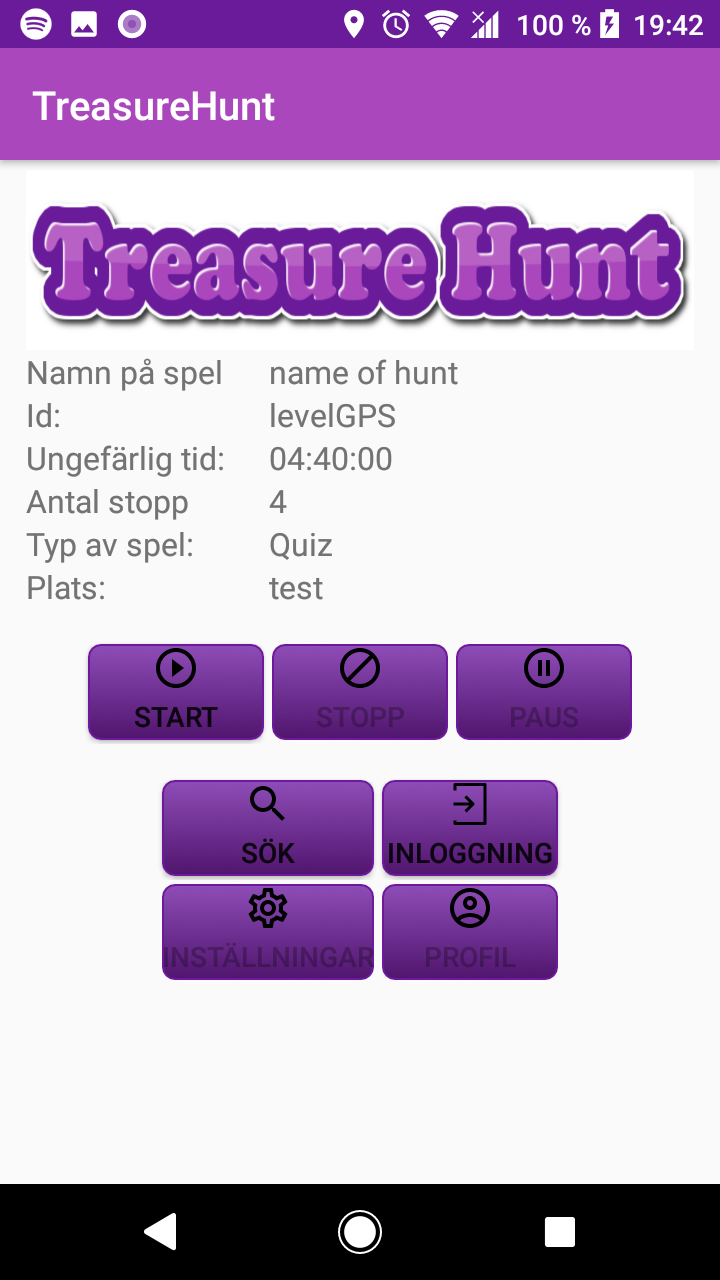 100 % 19:42
TreasureHunt
Treasure Hunt
Namn på spel name of hunt
Id: levelGPS
Ungefärlig tid: 04:40:00
Antal stopp 4
Typ av spel: Quiz
Plats: test
START STOPP PAUS
SÖK INLOGGNING
INSTÄLLNINGAR PROFIL